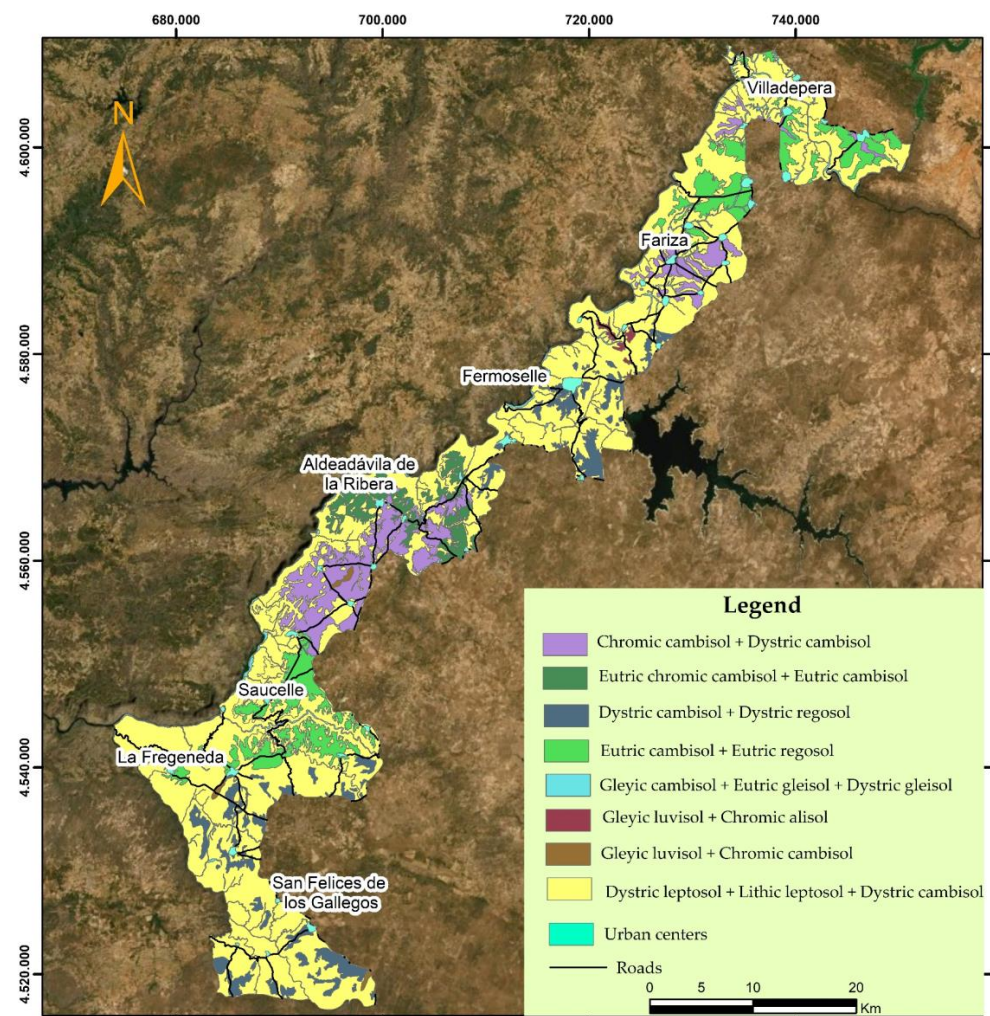 680.000
700.000
720.000
740.000
N
4.600.000
4.580.000
4.560.000
4.540.000
4.520.000
Villadepera
Fariza
Fermoselle
Aldeadávila de
la Ribera
Saucelle
La Fregeneda
San Felices de
los Gallegos
Legend
Chromic cambisol + Dystric cambisol
Eutric chromic cambisol + Eutric cambisol
Dystric cambisol + Dystric regosol
Eutric cambisol + Eutric regosol
Gleyic cambisol + Eutric gleisol + Dystric gleisol
Gleyic luvisol + Chromic alisol
Gleyic luvisol + Chromic cambisol
Dystric leptosol + Lithic leptosol + Dystric cambisol
Urban centers
Roads
0 5 10 20
Km